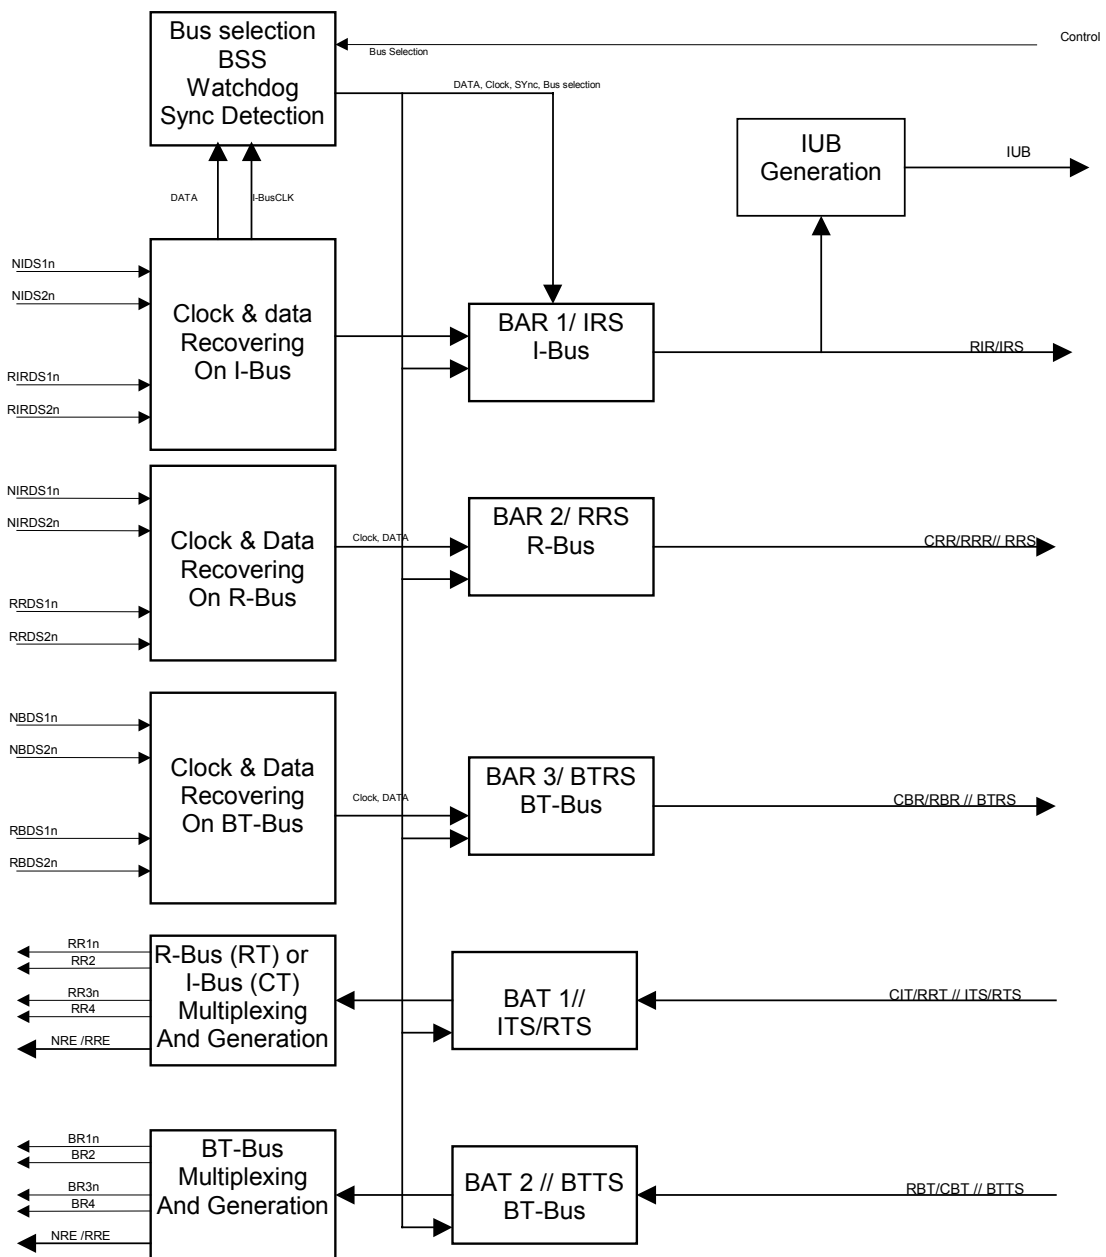 Bus selection
BSS
Watchdog
Sync Detection
Bus Selection
Control
DATA, Clock, SYnc, Bus selection
IUB
Generation
IUB
DATA
I-BusCLK
NIDS1n
NIDS2n
RIRDS1n
RIRDS2n
Clock & data
Recovering
On I-Bus
BAR 1/ IRS
I-Bus
RIR/IRS
NIRDS1n
NIRDS2n
RRDS1n
RRDS2n
Clock & Data
Recovering
On R-Bus
Clock, DATA
BAR 2/ RRS
R-Bus
CRR/RRR// RRS
NBDS1n
NBDS2n
RBDS1n
RBDS2n
Clock & Data
Recovering
On BT-Bus
Clock, DATA
BAR 3/ BTRS
BT-Bus
CBR/RBR // BTRS
RR1n
RR2
RR3n
RR4
NRE /RRE
R-Bus (RT) or
I-Bus (CT)
Multiplexing
And Generation
BAT 1//
ITS/RTS
CIT/RRT // ITS/RTS
BR1n
BR2
BR3n
BR4
NRE /RRE
BT-Bus
Multiplexing
And Generation
BAT 2 // BTTS
BT-Bus
RBT/CBT // BTTS